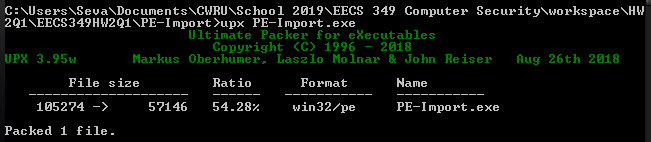 C:\Users\Seva\Documents\CWRU\School 2019\EECS 349 Computer Security\workspace\HW
2Q1\EECS349HW2Q1\PE-Import>upx PE-Import.exe
Ultimate Packer for eXecutables
Copyright (C) 1996 - 2018
UPX 3.95w Markus Oberhumer, Laszlo Molnar & John Reiser Aug 26th 2018
File size Ratio Format Name
-------------------- ------ ----------- -----------
105274 -> 57146 54.28% win32/pe PE-Import.exe
Packed 1 file.